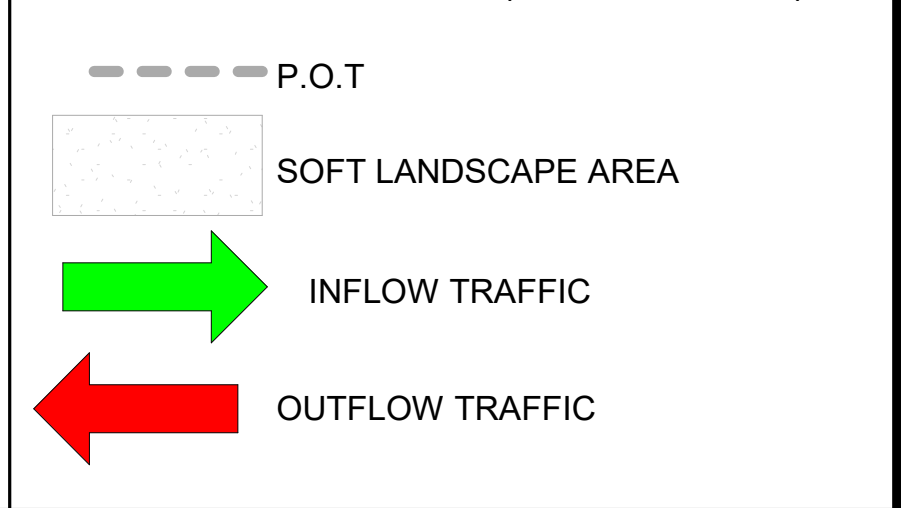 P.O.T
SOFT LANDSCAPE AREA
INFLOW TRAFFIC
OUTFLOW TRAFFIC